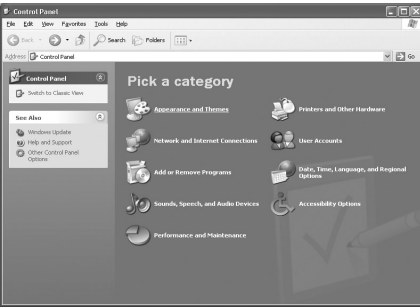 Control Panel
File Edit View Favorites Tools Help
Back Search Folders
Address Control Panel Go
Control Panel
Switch to Classic View
See Also
Windows Update
Help and Support
Other Control Panel
Options
Pick a category
Appearance and Themes
Printers and Other Hardware
Network and Internet Connections
User Accounts
Add or Remove Programs
Date, Time, Language, and Regional
Options
Sounds, Speech, and Audio Devices
Accessibility Options
Performance and Maintenance